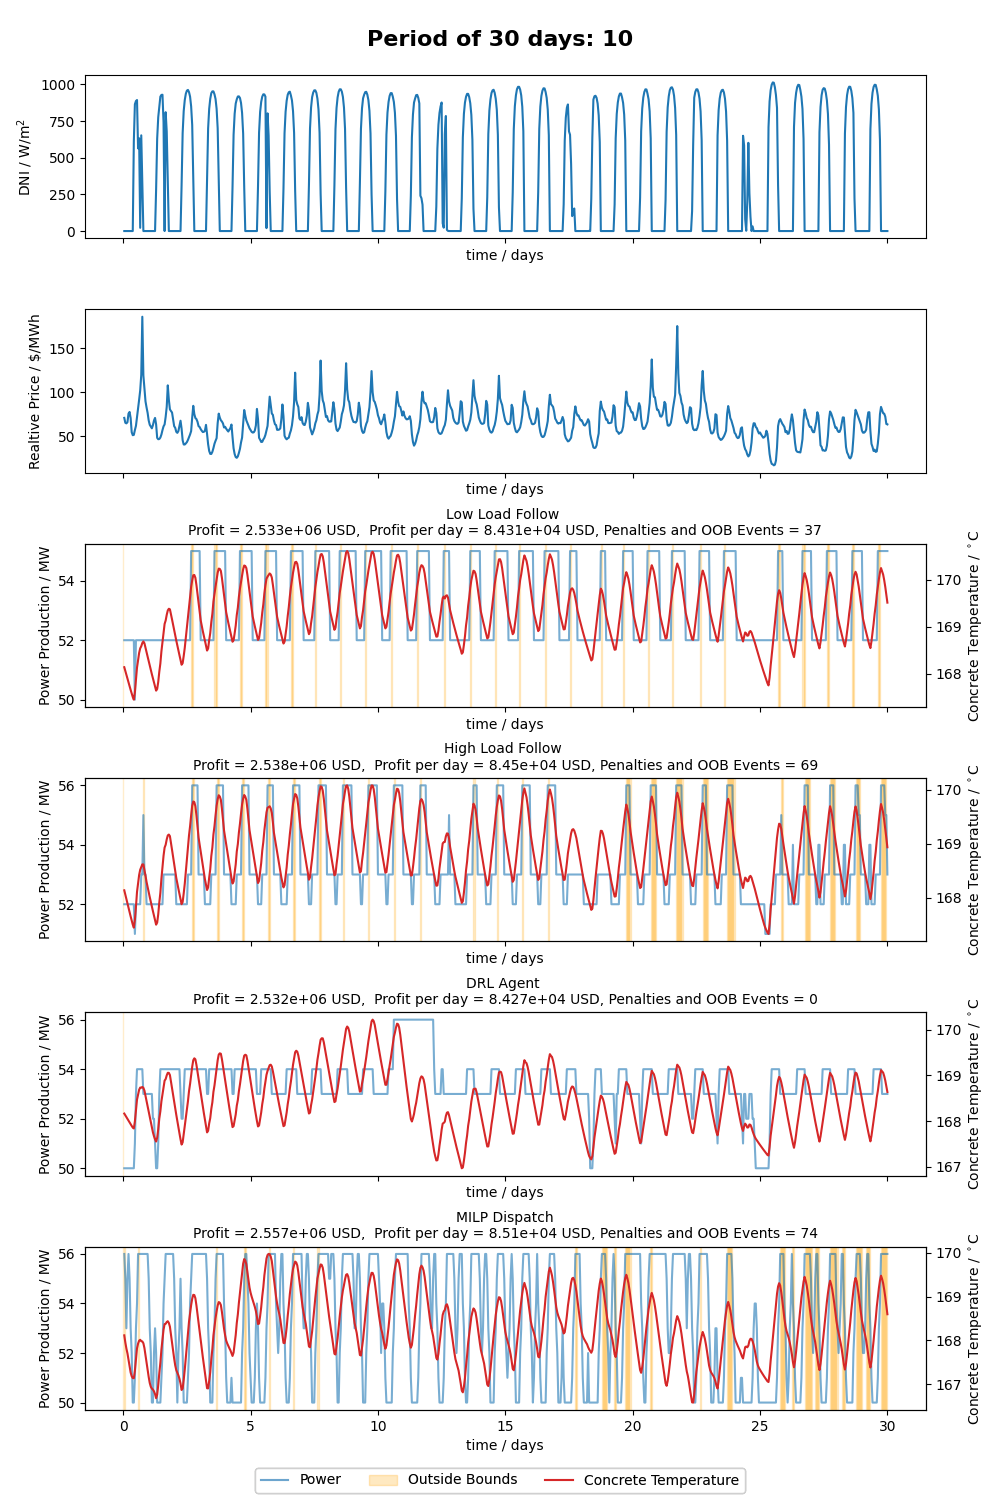 Period of 30 days: 10
1000
750
500
250
0
DNI / W/m²
time / days
150
100
50
Realtive Price / $/MWh
time / days
Low Load Follow
Profit = 2.533e+06 USD,  Profit per day = 8.431e+04 USD, Penalties and OOB Events = 37
54
52
50
Power Production / MW
170
169
168
Concrete Temperature / °C
time / days
High Load Follow
Profit = 2.538e+06 USD,  Profit per day = 8.45e+04 USD, Penalties and OOB Events = 69
56
54
52
Power Production / MW
170
169
168
Concrete Temperature / °C
time / days
DRL Agent
Profit = 2.532e+06 USD,  Profit per day = 8.427e+04 USD, Penalties and OOB Events = 0
56
54
52
50
Power Production / MW
170
169
168
167
Concrete Temperature / °C
time / days
MILP Dispatch
Profit = 2.557e+06 USD,  Profit per day = 8.51e+04 USD, Penalties and OOB Events = 74
56
54
52
50
Power Production / MW
170
169
168
167
Concrete Temperature / °C
0 5 10 15 20 25 30
time / days
Power Outside Bounds Concrete Temperature